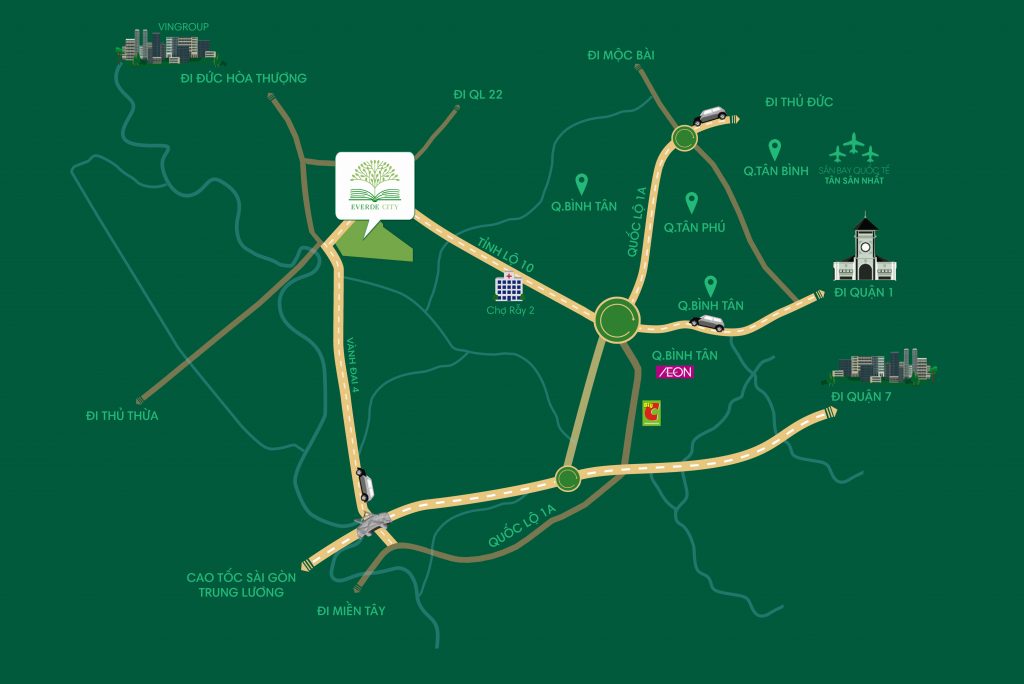 VINGROUP
ĐI ĐỨC HÒA THƯỢNG
ĐI QL 22
ĐI MỘC BÀI
ĐI THỦ ĐỨC
Q.TÂN BÌNH
SÂN BAY QUỐC TẾ
TÂN SÂN NHẤT
Q.BÌNH TÂN
QUỐC LỘ 1A
Q.TÂN PHÚ
EVERDE CITY
TỈNH LỘ 10
Chợ Rẫy 2
Q.BÌNH TÂN
ĐI QUẬN 1
VÀNH ĐAI 4
Q.BÌNH TÂN
ÆON
ĐI QUẬN 7
Big
C
ĐI THỦ THỪA
QUỐC LỘ 1A
CAO TỐC SÀI GÒN
TRUNG LƯƠNG
ĐI MIỀN TÂY